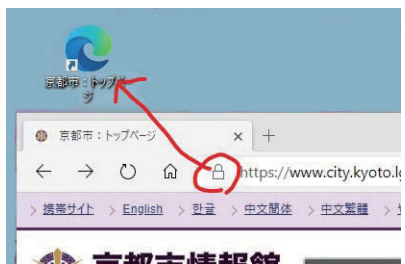 京都市：トップペー
ジ
京都市：トップページ
https://www.city.kyoto.lg
> 携帯サイト > English > 한글 > 中文简体 > 中文繁體 >
京都市情報館